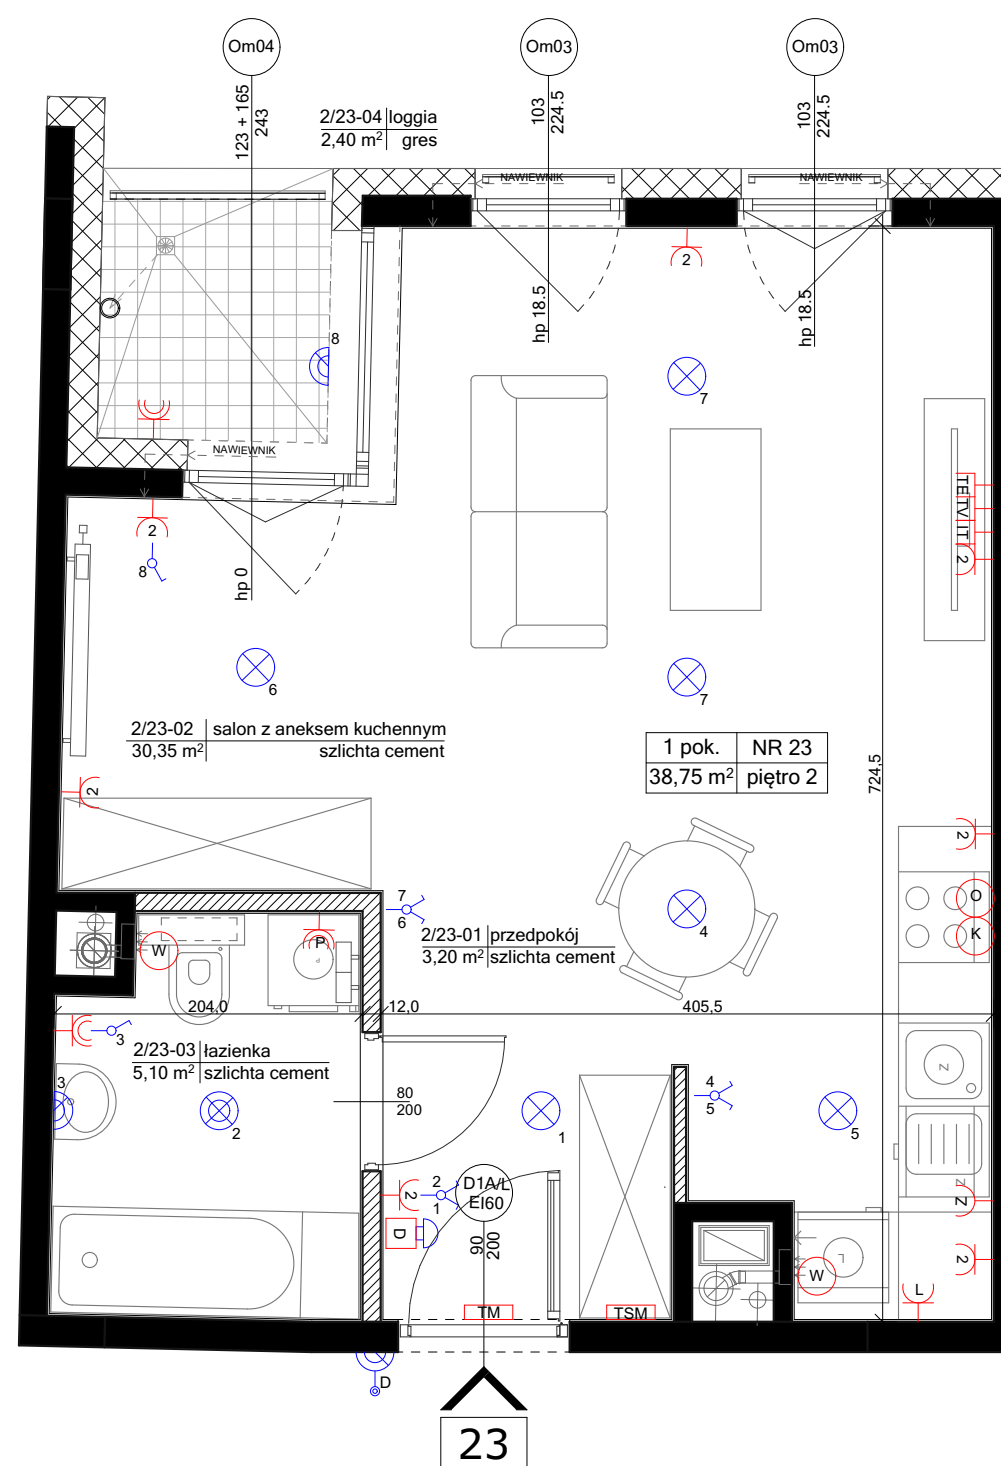 Om04
Om03
Om03
123 + 165
243
103
224.5
103
224.5
2/23-04 loggia
2,40 m² gres
NAWIEWNIK
NAWIEWNIK
2
8
hp 18.5
hp 18.5
7
NAWIEWNIK
TE TV IT 2
2
8
hp 0
6
7
2/23-02 salon z aneksem kuchennym
30,35 m² szlichta cement
1 pok. NR 23
38,75 m² piętro 2
724,5
2
2
7
6
O
K
4
2/23-01 przedpokój
3,20 m² szlichta cement
W
P
204,0
12,0
405,5
3
2/23-03 łazienka
5,10 m² szlichta cement
Z
3
2
80
200
1
4
5
5
2
2
1
D1A/L
EI60
Z
Z
D
90
200
2
L
W
L
TM
TSM
D
23